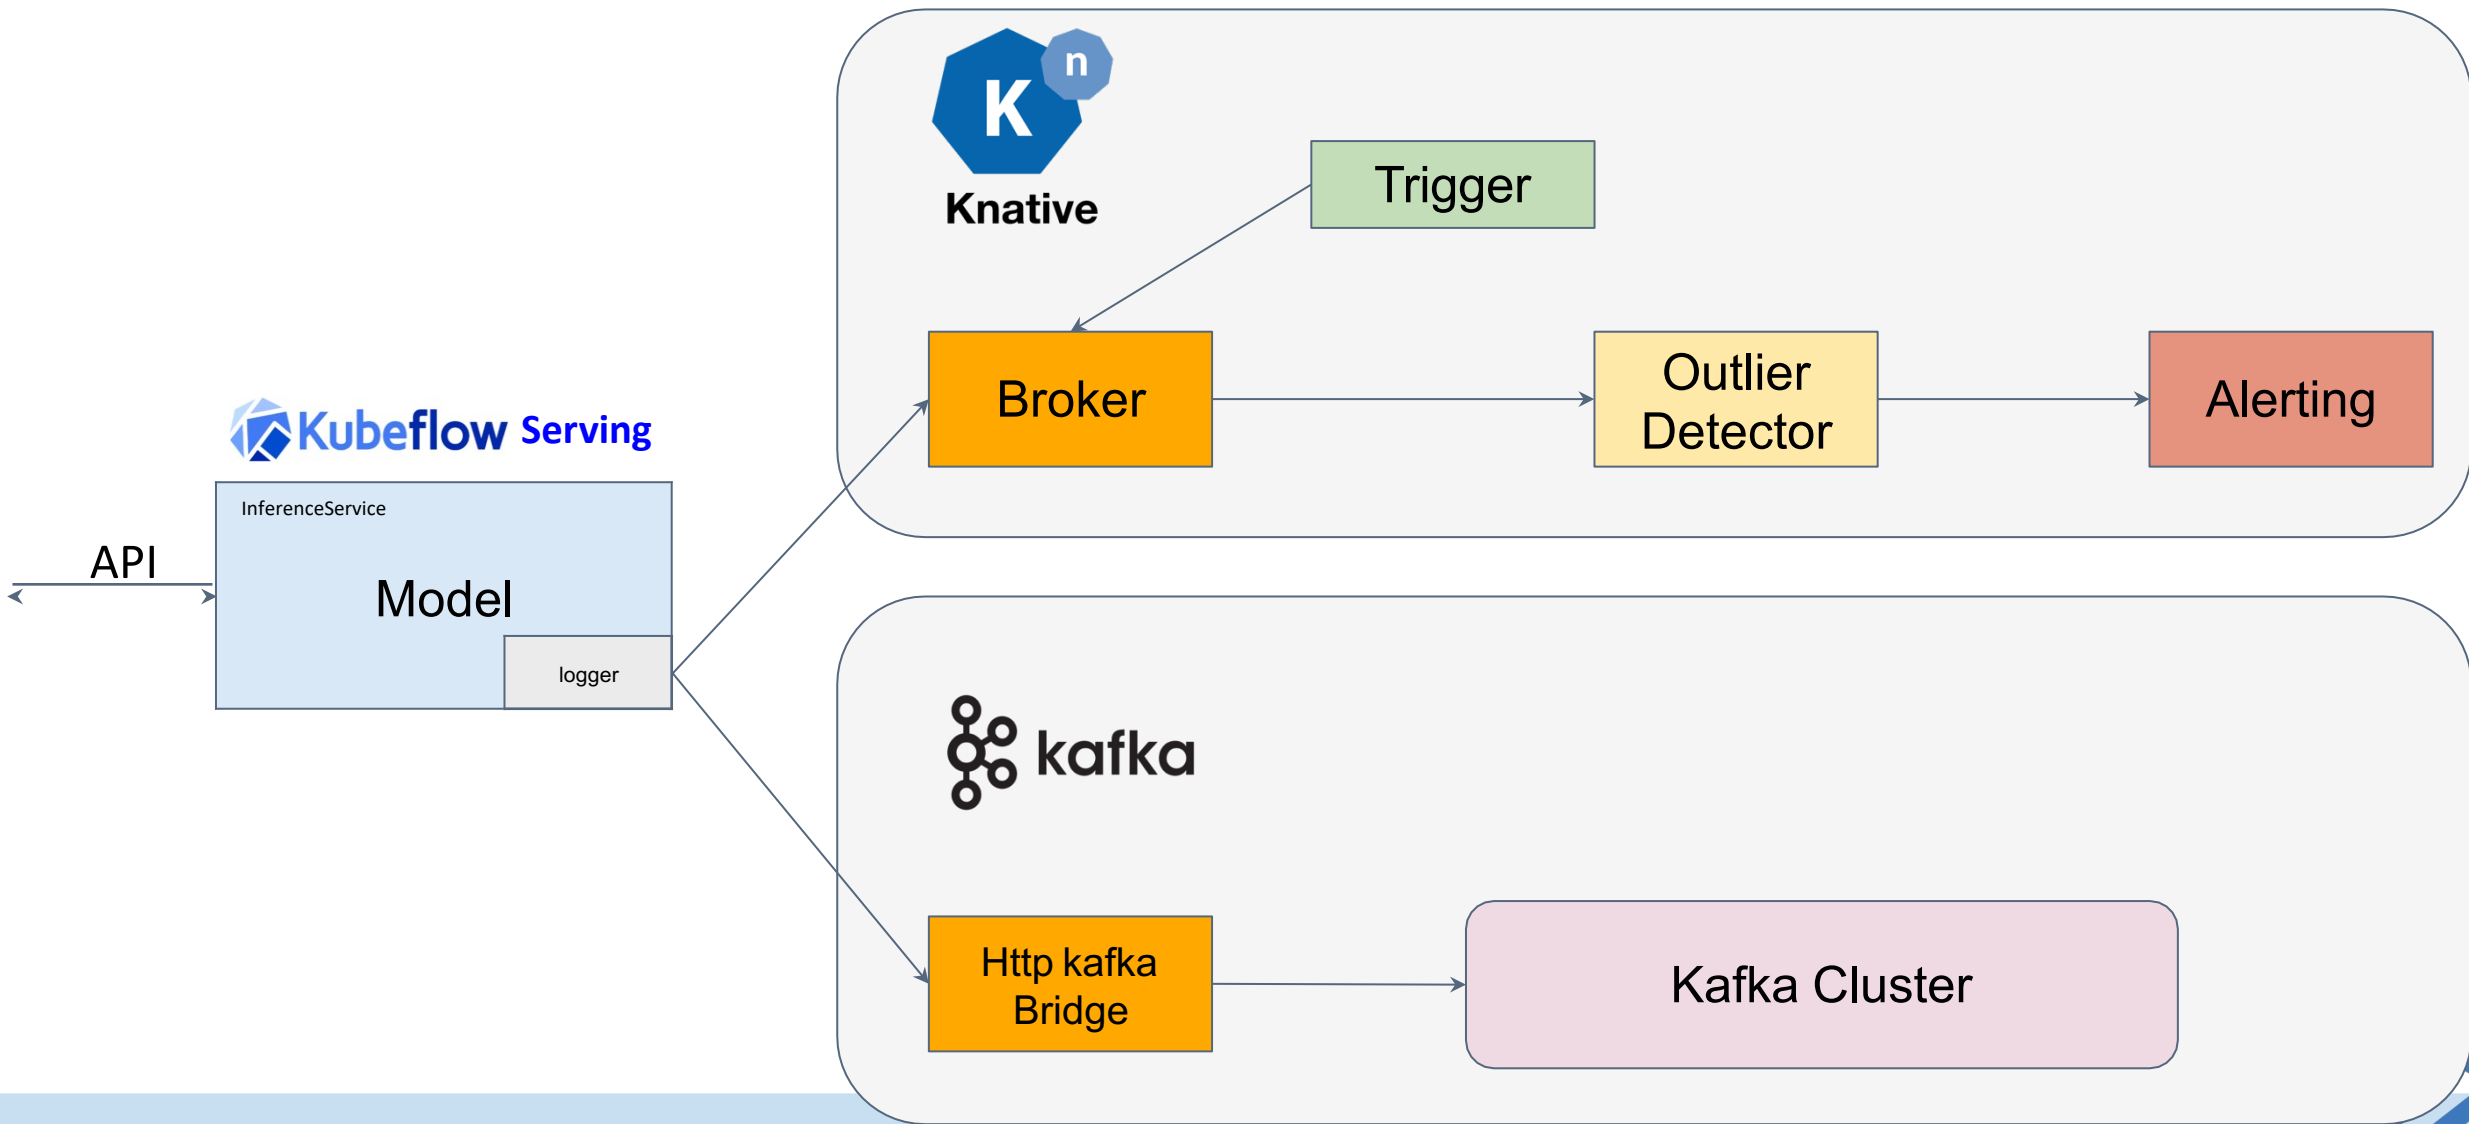 n
K
Knative
Trigger
Broker
Outlier
Detector
Alerting
Kubeflow Serving
InferenceService
API
Model
logger
kafka
Http kafka
Bridge
Kafka Cluster